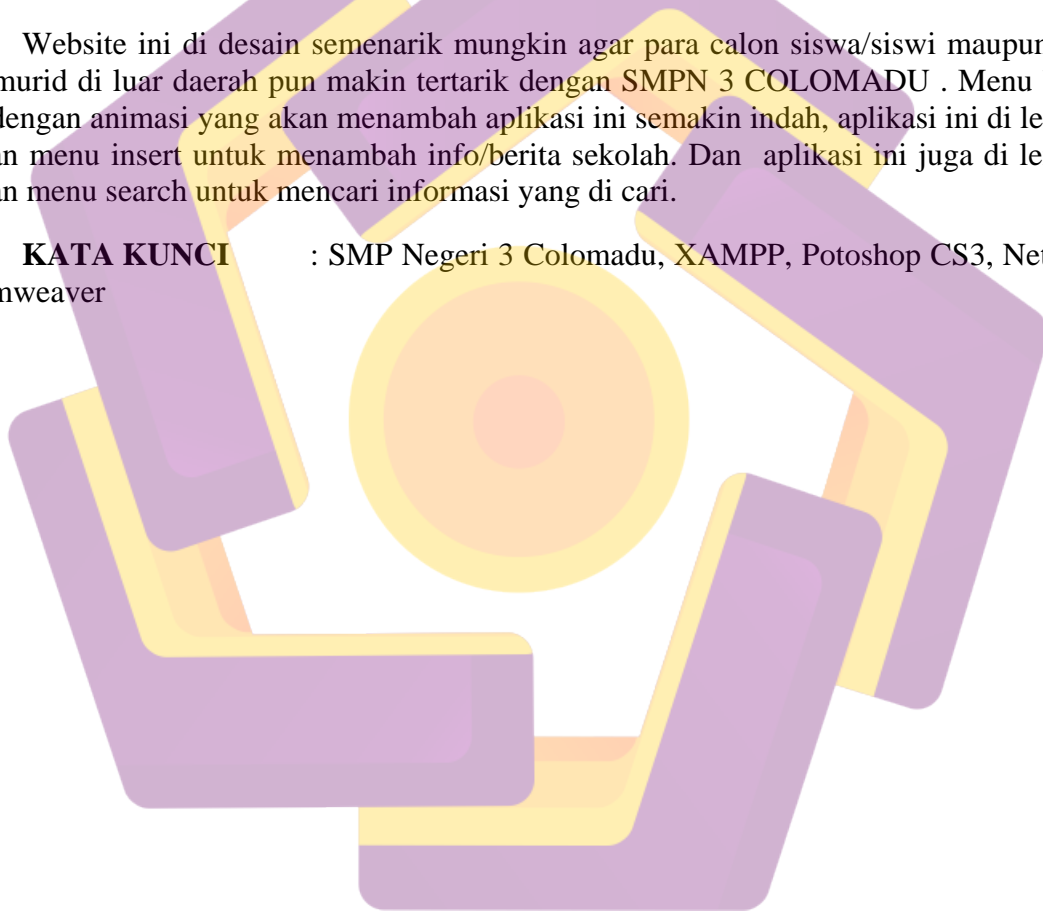 Website ini di desain semenarik mungkin agar para calon siswa/siswi maupun
murid di luar daerah pun makin tertarik dengan SMPN 3 COLOMADU . Menu
dengan animasi yang akan menambah aplikasi ini semakin indah, aplikasi ini di le
an menu insert untuk menambah info/berita sekolah. Dan aplikasi ini juga di le
an menu search untuk mencari informasi yang di cari.
KATA KUNCI : SMP Negeri 3 Colomadu, XAMPP, Potoshop CS3, Net
mweaver